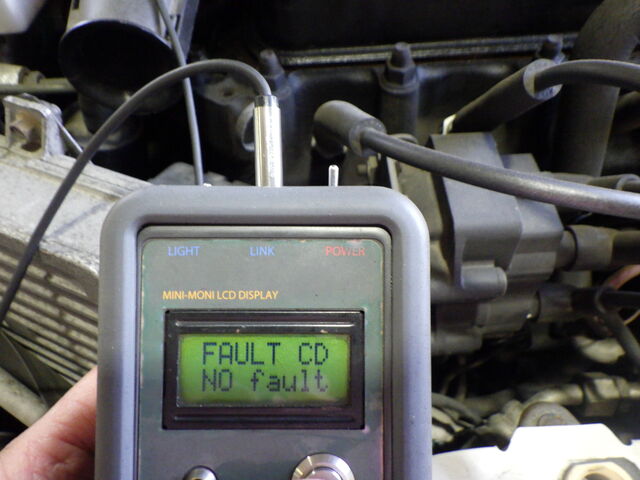 LIGHT LINK POWER
MINI-MONI LCD DISPLAY
FAULT CD
NO fault